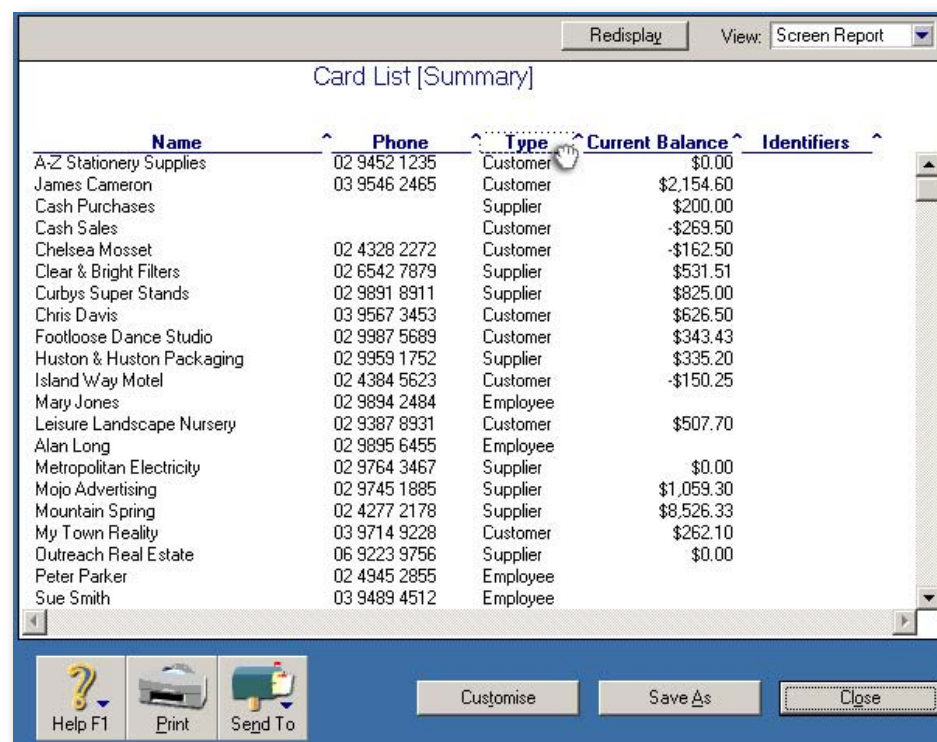 Redisplay View: Screen Report
Card List [Summary]
Name ^ Phone ^ Type ^ Current Balance ^ Identifiers ^
A-Z Stationery Supplies 02 9452 1235 Customer $0.00
James Cameron 03 9546 2465 Customer $2,154.60
Cash Purchases Supplier $200.00
Cash Sales Customer -$269.50
Chelsea Mosset 02 4328 2272 Customer -$162.50
Clear & Bright Filters 02 6542 7879 Supplier $531.51
Curbys Super Stands 02 9891 8911 Supplier $825.00
Chris Davis 03 9567 3453 Customer $626.50
Footloose Dance Studio 02 9987 5689 Customer $343.43
Huston & Huston Packaging 02 9959 1752 Supplier $335.20
Island Way Motel 02 4384 5623 Customer -$150.25
Mary Jones 02 9894 2484 Employee
Leisure Landscape Nursery 02 9387 8931 Customer $507.70
Alan Long 02 9895 6455 Employee
Metropolitan Electricity 02 9764 3467 Supplier $0.00
Mojo Advertising 02 9745 1885 Supplier $1,059.30
Mountain Spring 02 4277 2178 Supplier $8,526.33
My Town Reality 03 9714 9228 Customer $262.10
Outreach Real Estate 06 9223 9756 Supplier $0.00
Peter Parker 02 4945 2855 Employee
Sue Smith 03 9489 4512 Employee
Customise Save As Close
Help F1 Print Send To